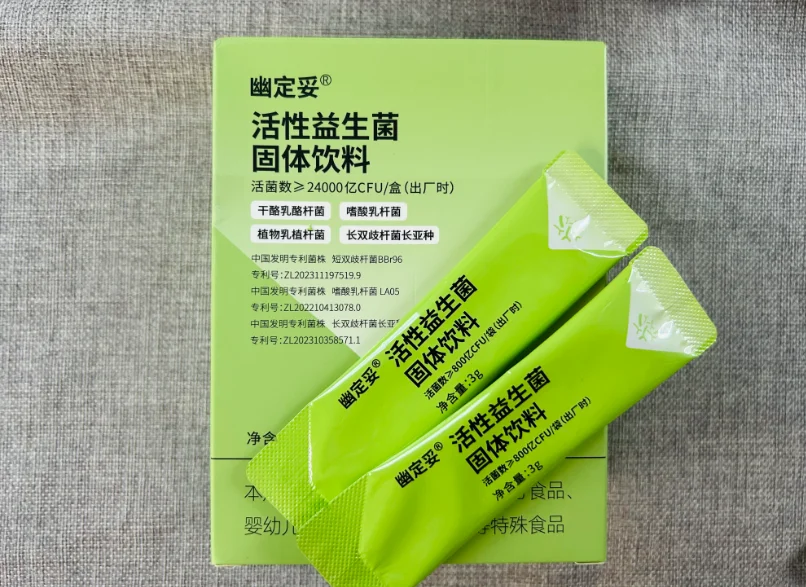 幽定妥®
活性益生菌
固体饮料
活菌数≥24000亿CFU/盒(出厂时)
干酪乳酪杆菌 嗜酸乳杆菌
植物乳植杆菌 长双歧杆菌长亚种
中国发明专利菌株 短双歧杆菌BBr96
专利号:ZL202311197519.9
中国发明专利菌株 嗜酸乳杆菌 LA05
专利号:ZL202210413078.0
中国发明专利菌株 长双歧杆菌长亚
专利号:ZL202310358571.1
净含
本
食品、
婴幼儿
特殊食品
幽定妥®
活性益生菌
固体饮料
活菌数≥800亿CFU/袋(出厂时)
净含量:3g
幽定妥®
活性益生菌
固体饮料
活菌数≥800亿CFU/袋(出厂时)
净含量:3g